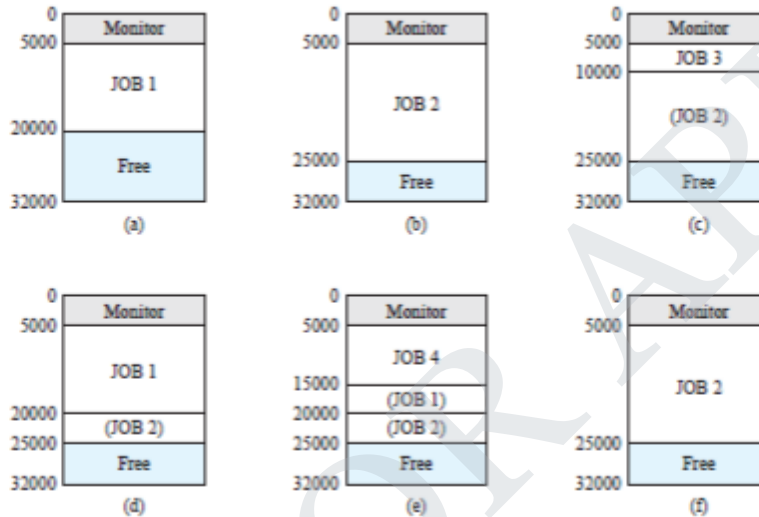 0
Monitor
5000
JOB 1
20000
Free
32000
(a)
0
Monitor
5000
JOB 2
25000
Free
32000
(b)
0
Monitor
5000
JOB 3
10000
(JOB 2)
25000
Free
32000
(c)
0
Monitor
5000
JOB 1
20000
(JOB 2)
25000
Free
32000
(d)
0
Monitor
5000
JOB 4
15000
(JOB 1)
20000
(JOB 2)
25000
Free
32000
(e)
0
Monitor
5000
JOB 2
25000
Free
32000
(f)